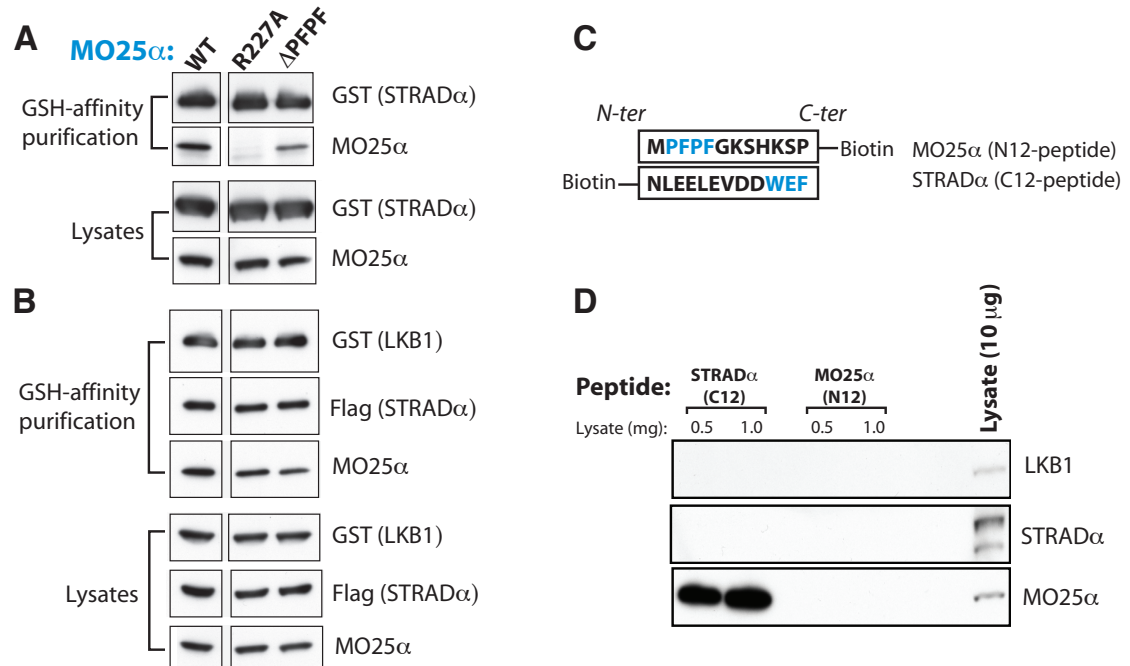 A
MO25α:
WT
R227A
ΔPFPF
GSH-affinity
purification
GST (STRADα)
MO25α
Lysates
GST (STRADα)
MO25α
B
GSH-affinity
purification
GST (LKB1)
Flag (STRADα)
MO25α
Lysates
GST (LKB1)
Flag (STRADα)
MO25α
C
N-ter C-ter
MPFPFGKSHKSP Biotin MO25α (N12-peptide)
Biotin NLEELEVDDWEF STRADα (C12-peptide)
D
Peptide:
STRADα
(C12)
MO25α
(N12)
Lysate (10 μg)
Lysate (mg): 0.5 1.0 0.5 1.0
LKB1
STRADα
MO25α